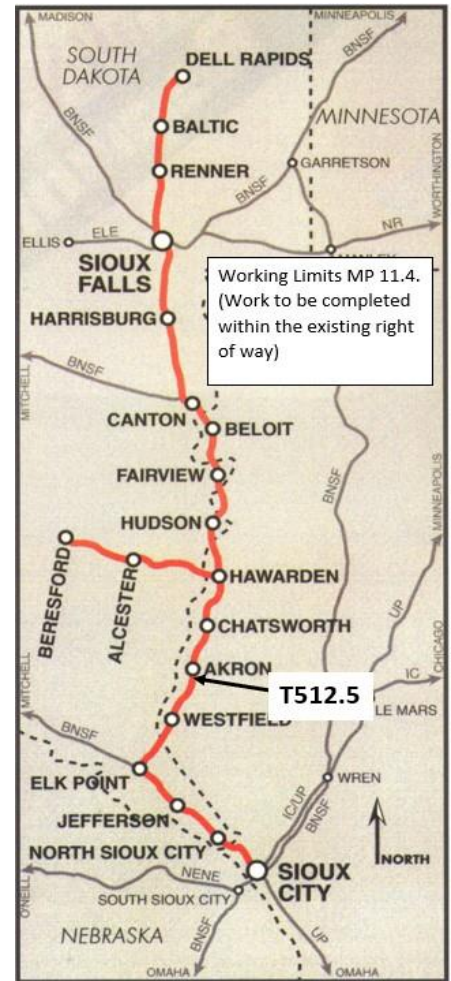 MADISON
MINNEAPOLIS
SOUTH
DAKOTA
DELL RAPIDS
BNSF
BNSF
BALTIC
MINNESOTA
RENNER
GARRETSON
WORTHINGTON
BNSF
NR
ELLIS
ELE
SIOUX
FALLS
Working Limits MP 11.4.
(Work to be completed
within the existing right
of way)
HARRISBURG
BNSF
MITCHELL
CANTON
BELOIT
FAIRVIEW
BNSF
MINNEAPOLIS
HUDSON
BERESFORD
ALCESTER
HAWARDEN
UP
CHATSWORTH
CHICAGO
MITCHELL
AKRON
IC
T512.5
LE MARS
WESTFIELD
BNSF
ELK POINT
WREN
IC/UP
BNSF
JEFFERSON
NORTH SIOUX CITY
NORTH
SIOUX
CITY
O'NEILL
NENE
SOUTH SIOUX CITY
NEBRASKA
BNSF
UP
OMAHA
OMAHA